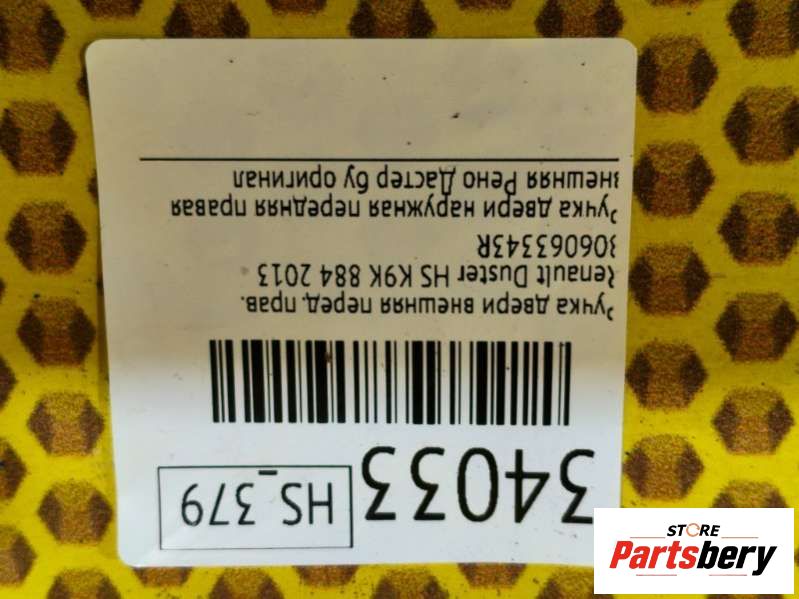 34033
HS_379
Ручка двери внешняя перед. прав.
Renault Duster HS K9K 884 2013
806063343R
Ручка двери наружная передняя правая
внешняя Рено Дастер бу оригинал
STORE
Partsbery